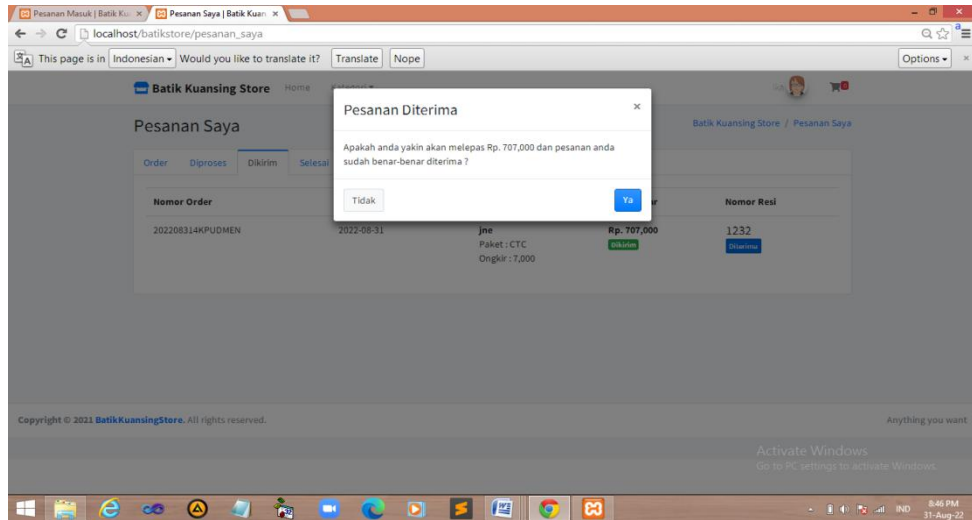 Pesanan Masuk | Batik Ku
Pesanan Saya | Batik Kuan
localhost/batikstore/pesanan_saya
This page is in Indonesian Would you like to translate it? Translate Nope Options
Batik Kuansing Store Home
Pesanan Diterima ×
Pesanan Saya
Batik Kuansing Store / Pesanan Saya
Apakah anda yakin akan melepas Rp. 707,000 dan pesanan anda
sudah benar-benar diterima ?
Order Diproses Dikirim Selesai
Tidak Ya
Nomor Order Nomor Resi
202208314KPUDMEN 2022-08-31 jne Rp. 707,000 1232
Paket : CTC Dikirim Diterima
Ongkir : 7,000
Copyright © 2021 BatikKuansingStore. All rights reserved. Anything you want
Activate Windows
Go to PC settings to activate Windows.
IND 8:46 PM
31-Aug-22